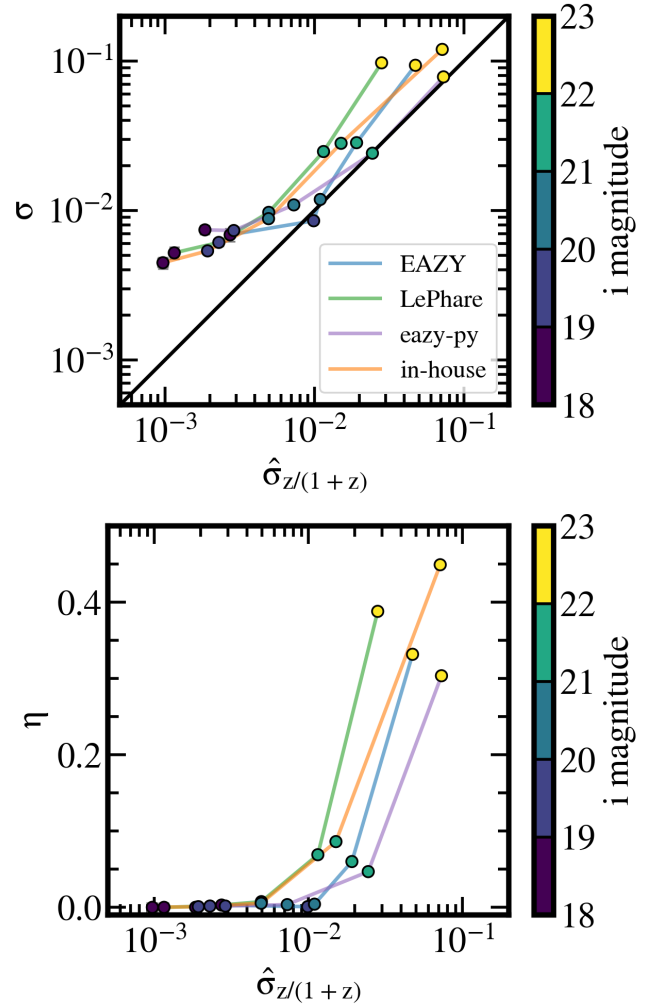 σ
10⁻¹
10⁻²
10⁻³
10⁻³ 10⁻² 10⁻¹
σ̂z/(1 + z)
EAZY
LePhare
eazy-py
in-house
23
22
21
20
19
18
i magnitude
η
0.4
0.2
0.0
10⁻³ 10⁻² 10⁻¹
σ̂z/(1 + z)
23
22
21
20
19
18
i magnitude